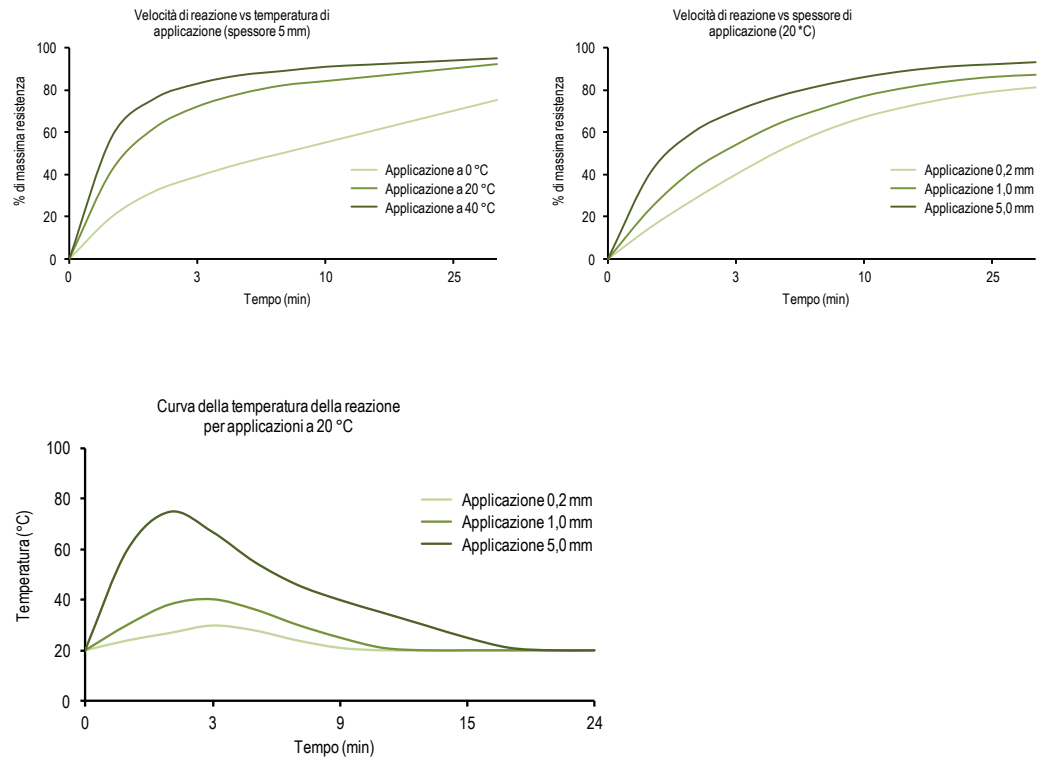 Velocità di reazione vs temperatura di
applicazione (spessore 5 mm)
100
80
60
40
20
0
% di massima resistenza
Applicazione a 0 °C
Applicazione a 20 °C
Applicazione a 40 °C
0 3 10 25
Tempo (min)
Velocità di reazione vs spessore di
applicazione (20 *C)
100
80
60
40
20
0
% di massima resistenza
Applicazione 0,2 mm
Applicazione 1,0 mm
Applicazione 5,0 mm
0 3 10 25
Tempo (min)
Curva della temperatura della reazione
per applicazioni a 20 °C
100
80
60
40
20
0
Temperatura (°C)
Applicazione 0,2 mm
Applicazione 1,0 mm
Applicazione 5,0 mm
0 3 9 15 24
Tempo (min)